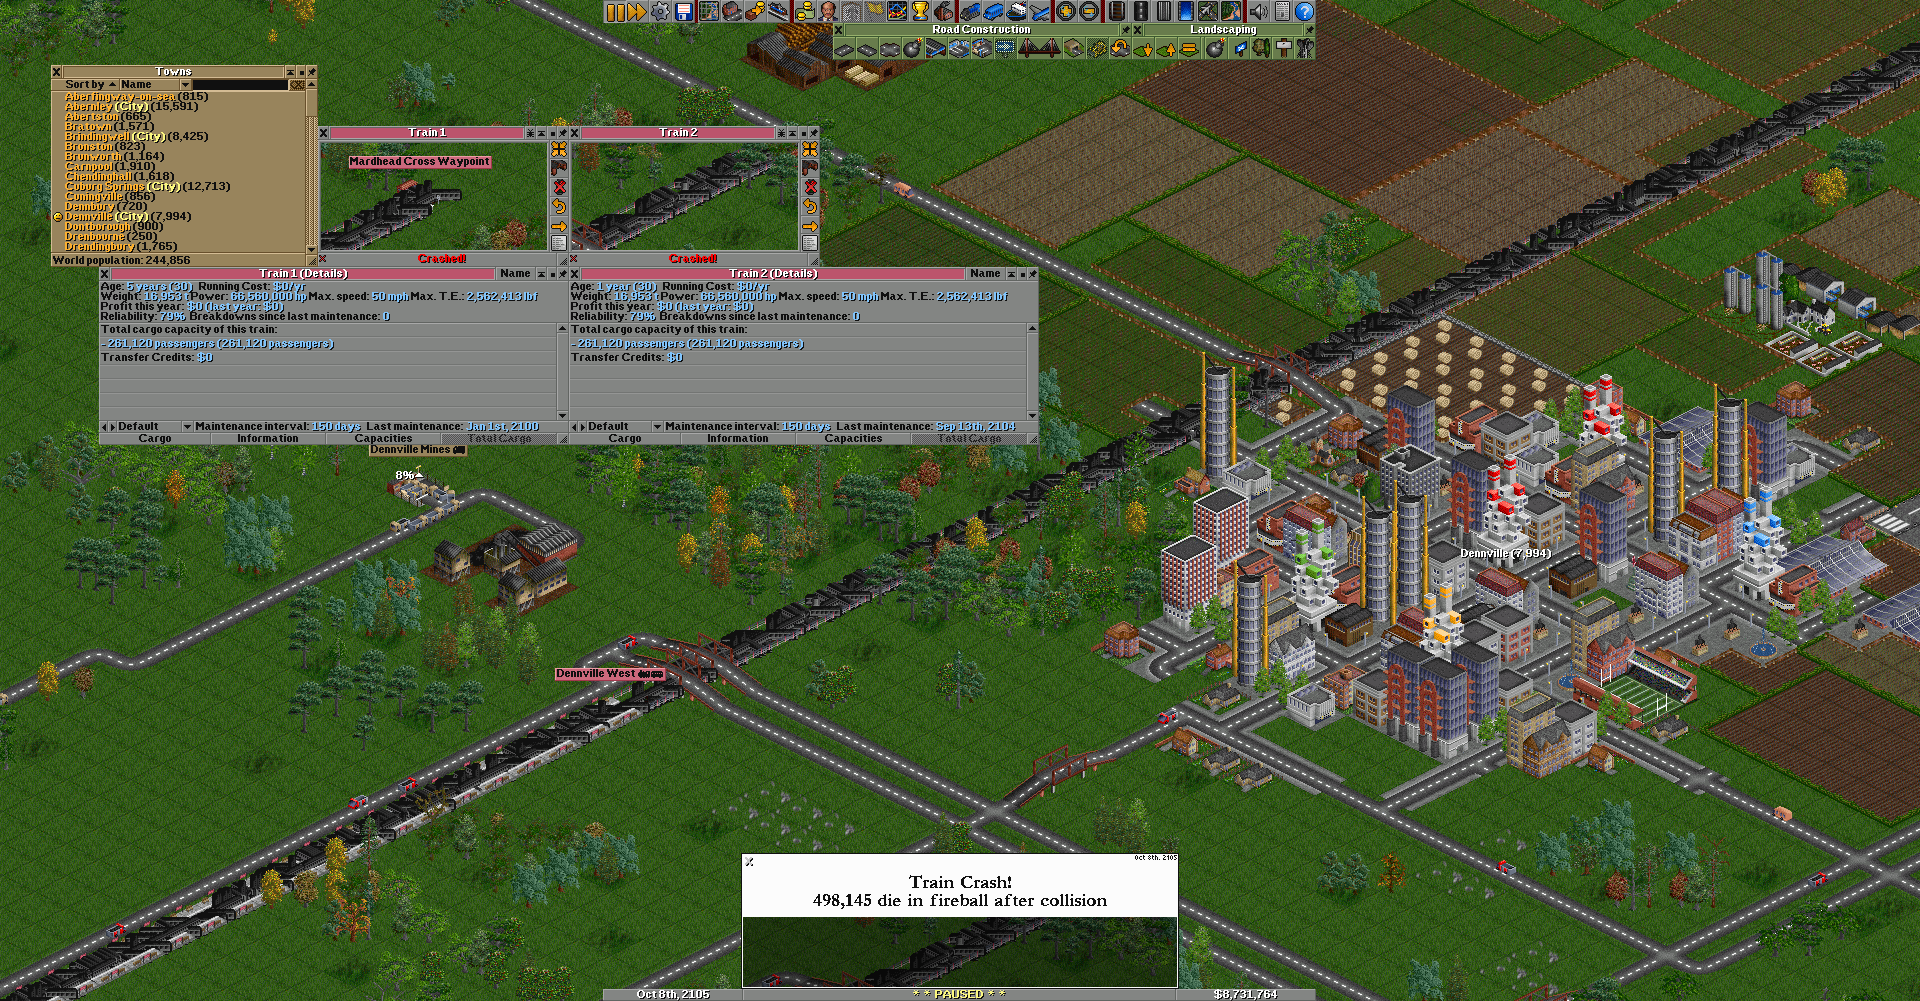 Road Construction
Landscaping
Towns
Sort by Name
Aberfingway-on-sea (815)
Abernley (City) (15,591)
Abertston (665)
Bratown (1,571)
Brindingwell (City) (8,425)
Bronston (823)
Bronworth (1,164)
Carnpool (1,910)
Chendinghall (1,618)
Coburg Springs (City) (12,713)
Cuningville (856)
Dennbury (720)
Dennville (City) (7,994)
Dontborough (900)
Drenbourne (250)
Drendingbury (1,765)
World population: 244,856
Train 1
Mardhead Cross Waypoint
Crashed!
Train 2
Crashed!
Train 1 (Details)
Name
Age: 5 years (30) Running Cost: $0/yr
Weight: 16,953 t Power: 66,560,000 hp Max. speed: 50 mph Max. T.E.: 2,562,413 lbf
Profit this year: $0 (last year: $0)
Reliability: 79% Breakdowns since last maintenance: 0
Total cargo capacity of this train:
-261,120 passengers (261,120 passengers)
Transfer Credits: $0
Default Maintenance interval: 150 days Last maintenance: Jan 1st, 2100
Cargo Information Capacities Total Cargo
Train 2 (Details)
Name
Age: 1 year (30) Running Cost: $0/yr
Weight: 16,953 t Power: 66,560,000 hp Max. speed: 50 mph Max. T.E.: 2,562,413 lbf
Profit this year: $0 (last year: $0)
Reliability: 79% Breakdowns since last maintenance: 0
Total cargo capacity of this train:
-261,120 passengers (261,120 passengers)
Transfer Credits: $0
Default Maintenance interval: 150 days Last maintenance: Sep 13th, 2104
Cargo Information Capacities Total Cargo
Dennville Mines
8%
Dennville (7,994)
Dennville West
Oct 8th, 2105
Train Crash!
498,145 die in fireball after collision
Oct 8th, 2105
* * PAUSED * *
$8,731,764